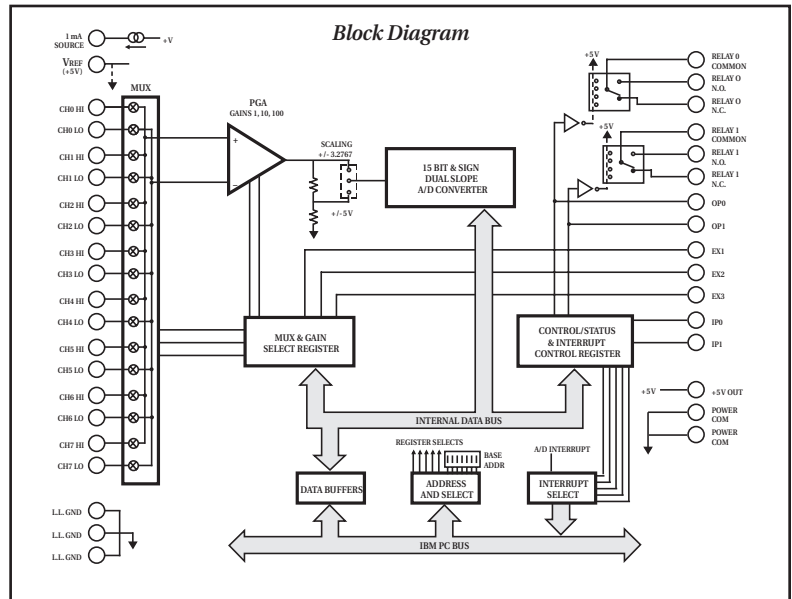 Block Diagram
1 mA
SOURCE
+V
VREF
(+5V)
MUX
CH0 HI
CH0 LO
CH1 HI
CH1 LO
CH2 HI
CH2 LO
CH3 HI
CH3 LO
CH4 HI
CH4 LO
CH5 HI
CH5 LO
CH6 HI
CH6 LO
CH7 HI
CH7 LO
L.L. GND
L.L. GND
L.L. GND
PGA
GAINS 1, 10, 100
+
–
SCALING
+/-3.2767
+/-5V
15 BIT & SIGN
DUAL SLOPE
A/D CONVERTER
+5V
+5V
RELAY 0
COMMON
RELAY O
N.O.
RELAY O
N.C.
RELAY 1
COMMON
RELAY 1
N.O.
RELAY 1
N.C.
OP0
OP1
EX1
EX2
EX3
IP0
IP1
+5V
+5V OUT
POWER
COM
POWER
COM
MUX & GAIN
SELECT REGISTER
CONTROL/STATUS
& INTERRUPT
CONTROL REGISTER
INTERNAL DATA BUS
REGISTER SELECTS
BASE
ADDR
A/D INTERRUPT
DATA BUFFERS
ADDRESS
AND SELECT
INTERRUPT
SELECT
IBM PC BUS